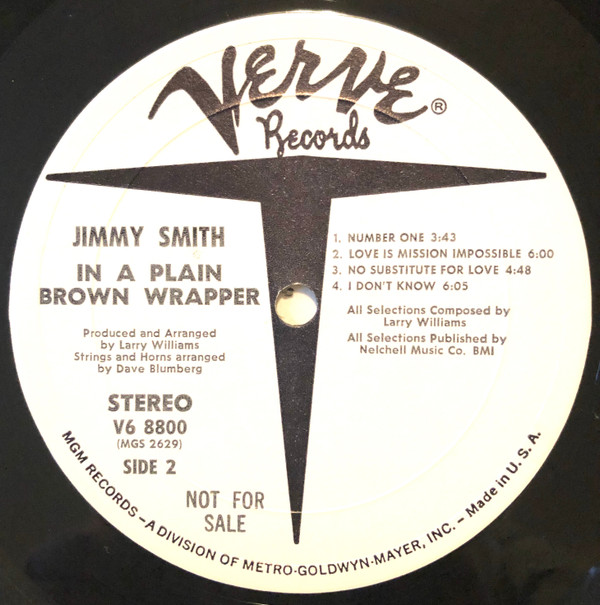 VERVE ®
Records
JIMMY SMITH
IN A PLAIN
BROWN WRAPPER
Produced and Arranged
by Larry Williams
Strings and Horns arranged
by Dave Blumberg
STEREO
V6 8800
(MGS 2629)
SIDE 2
NOT FOR
SALE
1. NUMBER ONE 3:43
2. LOVE IS MISSION IMPOSSIBLE 6:00
3. NO SUBSTITUTE FOR LOVE 4:48
4. I DON'T KNOW 6:05
All Selections Composed by
Larry Williams
All Selections Published by
Nelchell Music Co. BMI
MGM RECORDS – A DIVISION OF METRO-GOLDWYN-MAYER, INC. – Made in U.S.A.